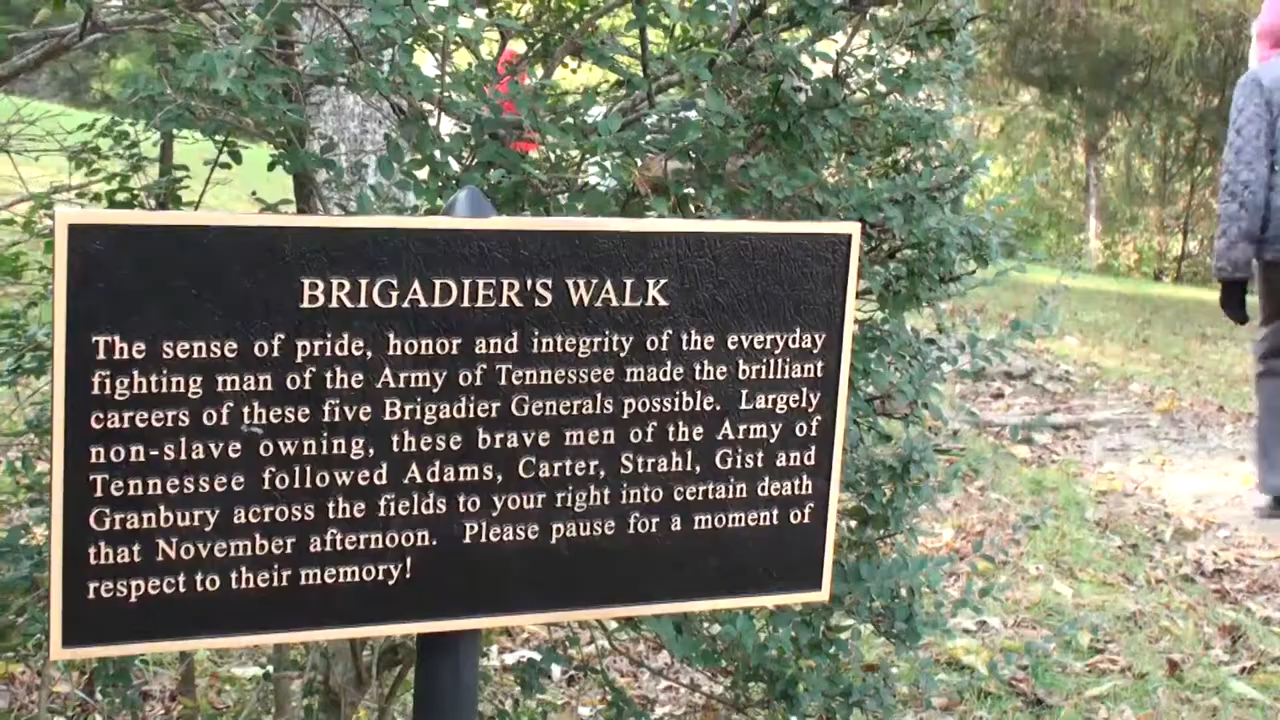 BRIGADIER'S WALK
The sense of pride, honor and integrity of the everyday
fighting man of the Army of Tennessee made the brilliant
careers of these five Brigadier Generals possible. Largely
non-slave owning, these brave men of the Army of
Tennessee followed Adams, Carter, Strahl, Gist and
Granbury across the fields to your right into certain death
that November afternoon. Please pause for a moment of
respect to their memory!